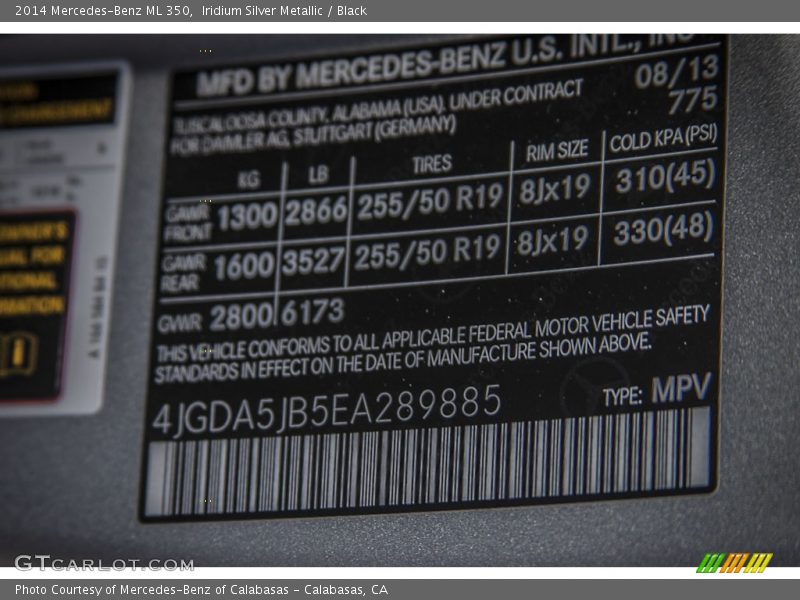 2014 Mercedes-Benz ML 350,  Iridium Silver Metallic / Black
MFD BY MERCEDES-BENZ U.S. INT'L., INC
TUSCALOOSA COUNTY, ALABAMA (USA), UNDER CONTRACT
FOR DAIMLER AG, STUTTGART (GERMANY)
08/13
775
KG LB TIRES RIM SIZE COLD KPA (PSI)
GAWR FRONT 1300 2866 255/50 R19 8Jx19 310(45)
GAWR REAR 1600 3527 255/50 R19 8Jx19 330(48)
GVWR 2800 6173
THIS VEHICLE CONFORMS TO ALL APPLICABLE FEDERAL MOTOR VEHICLE SAFETY
STANDARDS IN EFFECT ON THE DATE OF MANUFACTURE SHOWN ABOVE.
4JGDA5JB5EA289885 TYPE: MPV
GTCARLOT.COM
Photo Courtesy of Mercedes-Benz of Calabasas - Calabasas, CA